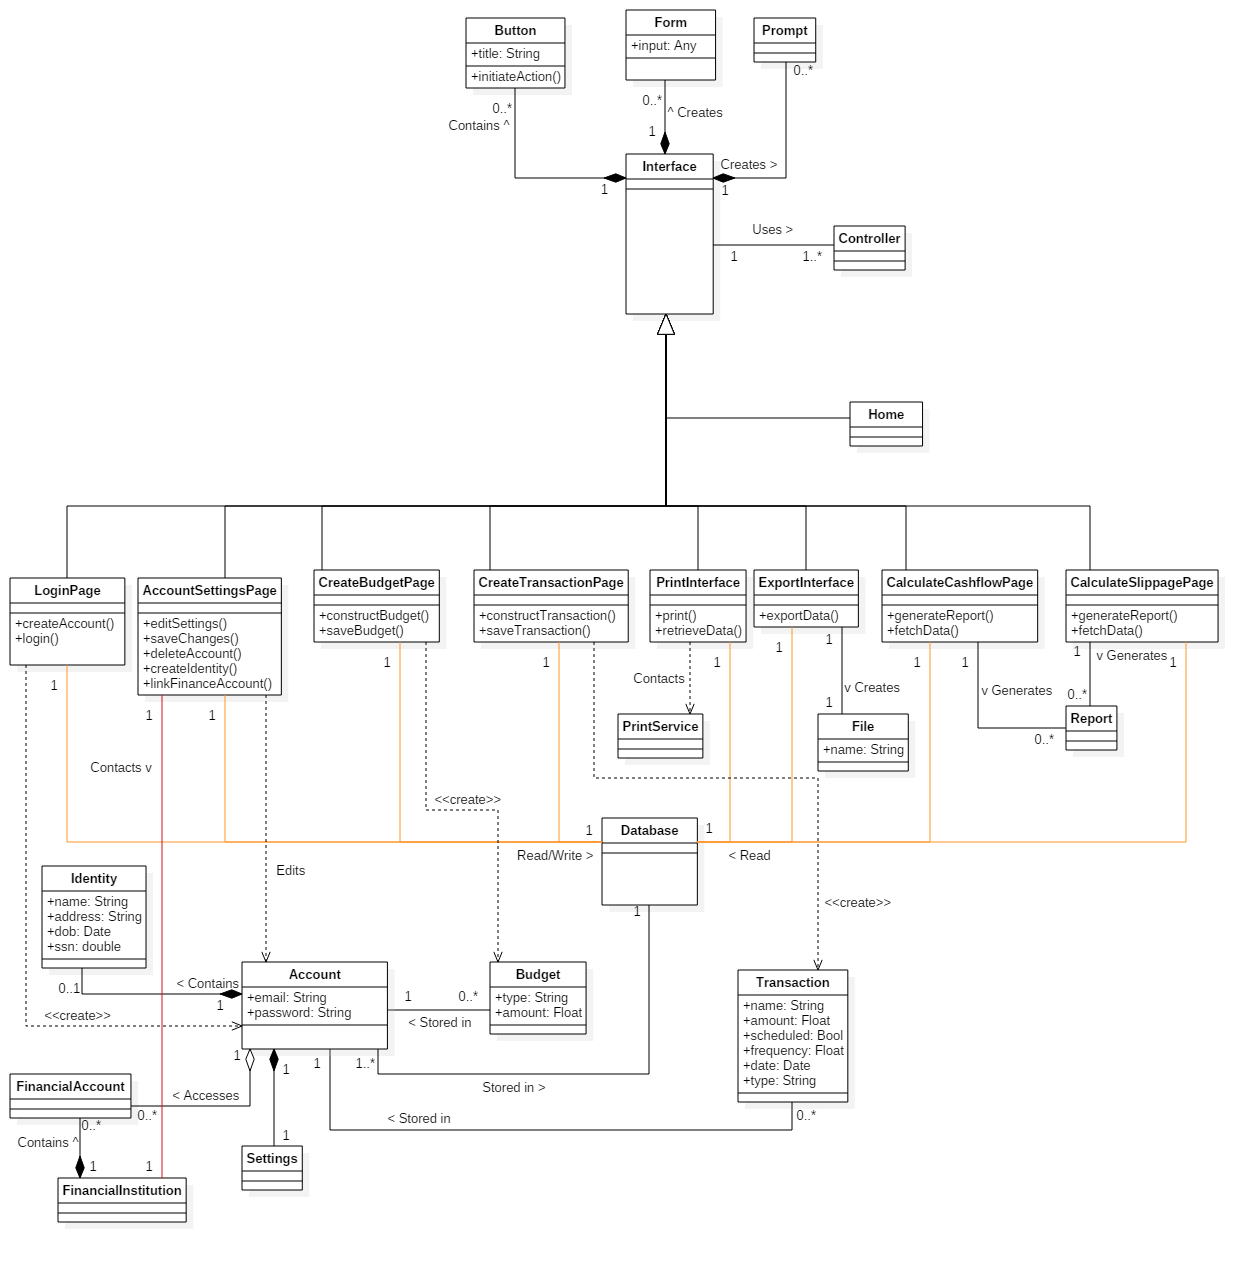 Button
+title: String
+initiateAction()
Form
+input: Any
Prompt
0..*
0..*
0..*
Contains ^
^ Creates
1
Interface
Creates >
1
1
Uses >
1
1..*
Controller
Home
LoginPage
+createAccount()
+login()
AccountSettingsPage
+editSettings()
+saveChanges()
+deleteAccount()
+createIdentity()
+linkFinanceAccount()
CreateBudgetPage
+constructBudget()
+saveBudget()
CreateTransactionPage
+constructTransaction()
+saveTransaction()
PrintInterface
+print()
+retrieveData()
ExportInterface
+exportData()
CalculateCashflowPage
+generateReport()
+fetchData()
CalculateSlippagePage
+generateReport()
+fetchData()
1
1
1
1
1
1
1
1
1
1
1
1
v Generates
Contacts
v Creates
v Generates
1
0..*
0..*
PrintService
File
+name: String
Report
Contacts v
<<create>>
1
Database
1
Read/Write >
< Read
Edits
<<create>>
1
Identity
+name: String
+address: String
+dob: Date
+ssn: double
0..1
< Contains
1
<<create>>
Account
+email: String
+password: String
1
0..*
< Stored in
Budget
+type: String
+amount: Float
Transaction
+name: String
+amount: Float
+scheduled: Bool
+frequency: Float
+date: Date
+type: String
1
1
1
1..*
Stored in >
FinancialAccount
< Accesses
0..*
0..*
< Stored in
0..*
Contains ^
1
1
1
Settings
FinancialInstitution